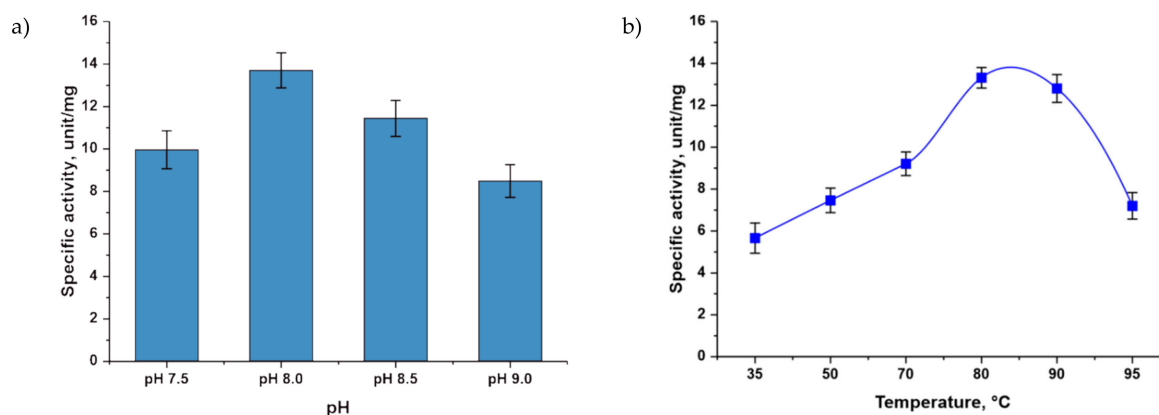 a)
16
14
12
10
8
6
4
2
0
Specific activity, unit/mg
pH 7.5 pH 8.0 pH 8.5 pH 9.0
pH
b)
16
14
12
10
8
6
4
2
0
Specific activity, unit/mg
35 50 70 80 90 95
Temperature, °C